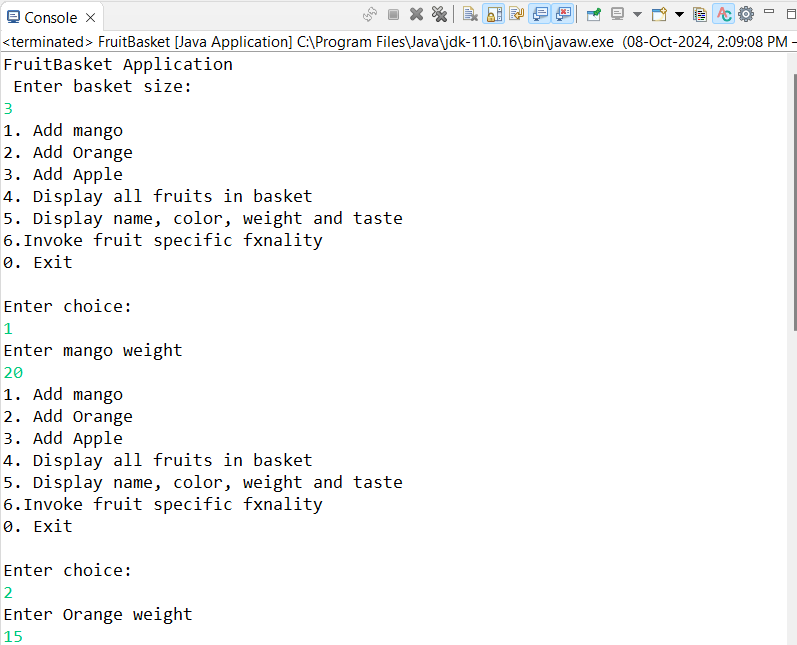 Console
<terminated> FruitBasket [Java Application] C:\Program Files\Java\jdk-11.0.16\bin\javaw.exe  (08-Oct-2024, 2:09:08 PM –
FruitBasket Application
 Enter basket size:
3
1. Add mango
2. Add Orange
3. Add Apple
4. Display all fruits in basket
5. Display name, color, weight and taste
6.Invoke fruit specific fxnality
0. Exit

Enter choice:
1
Enter mango weight
20
1. Add mango
2. Add Orange
3. Add Apple
4. Display all fruits in basket
5. Display name, color, weight and taste
6.Invoke fruit specific fxnality
0. Exit

Enter choice:
2
Enter Orange weight
15